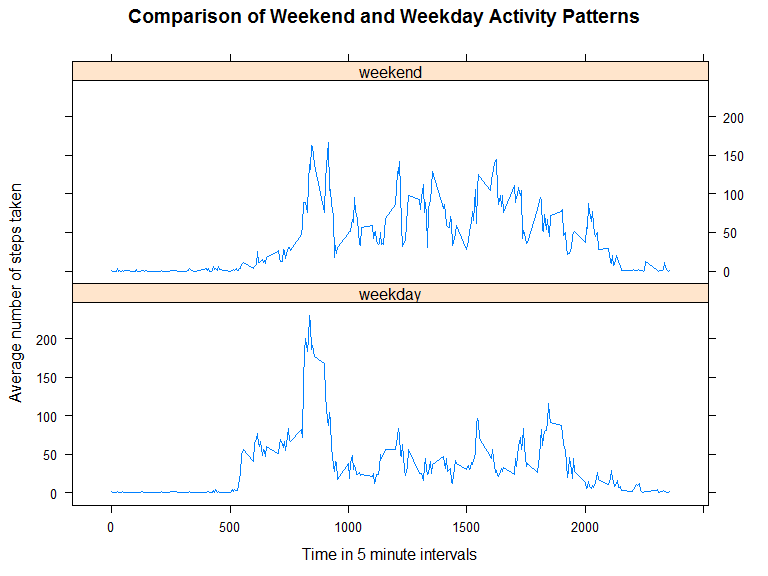 Comparison of Weekend and Weekday Activity Patterns
weekend
200
150
100
50
0
weekday
200
150
100
50
0
Average number of steps taken
0 500 1000 1500 2000
Time in 5 minute intervals